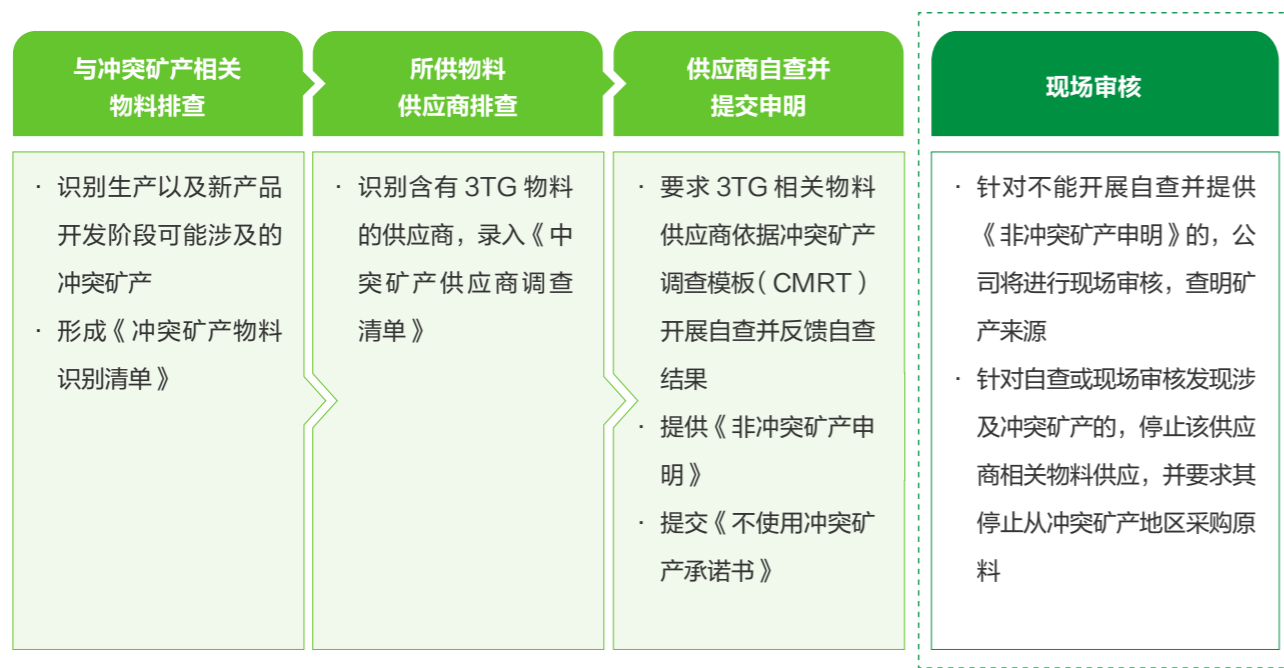 与冲突矿产相关
物料排查
· 识别生产以及新产品
开发阶段可能涉及的
冲突矿产
· 形成《冲突矿产物料
识别清单》
所供物料
供应商排查
· 识别含有 3TG 物料
的供应商，录入《中
突矿产供应商调查
清单》
供应商自查并
提交申明
· 要求 3TG 相关物料
供应商依据冲突矿产
调查模板（CMRT）
开展自查并反馈自查
结果
· 提供《非冲突矿产申
明》
· 提交《不使用冲突矿
产承诺书》
现场审核
· 针对不能开展自查并提供
《非冲突矿产申明》的，公
司将进行现场审核，查明矿
产来源
· 针对自查或现场审核发现涉
及冲突矿产的，停止该供应
商相关物料供应，并要求其
停止从冲突矿产地区采购原
料